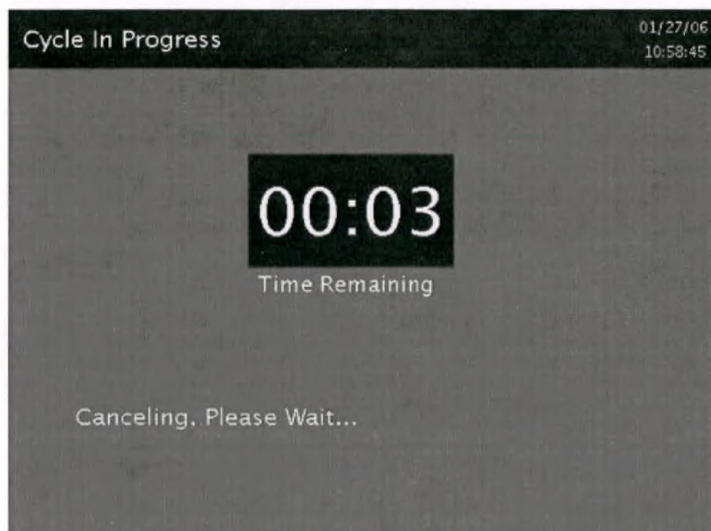 Cycle In Progress
01/27/06
10:58:45
00:03
Time Remaining
Canceling, Please Wait...